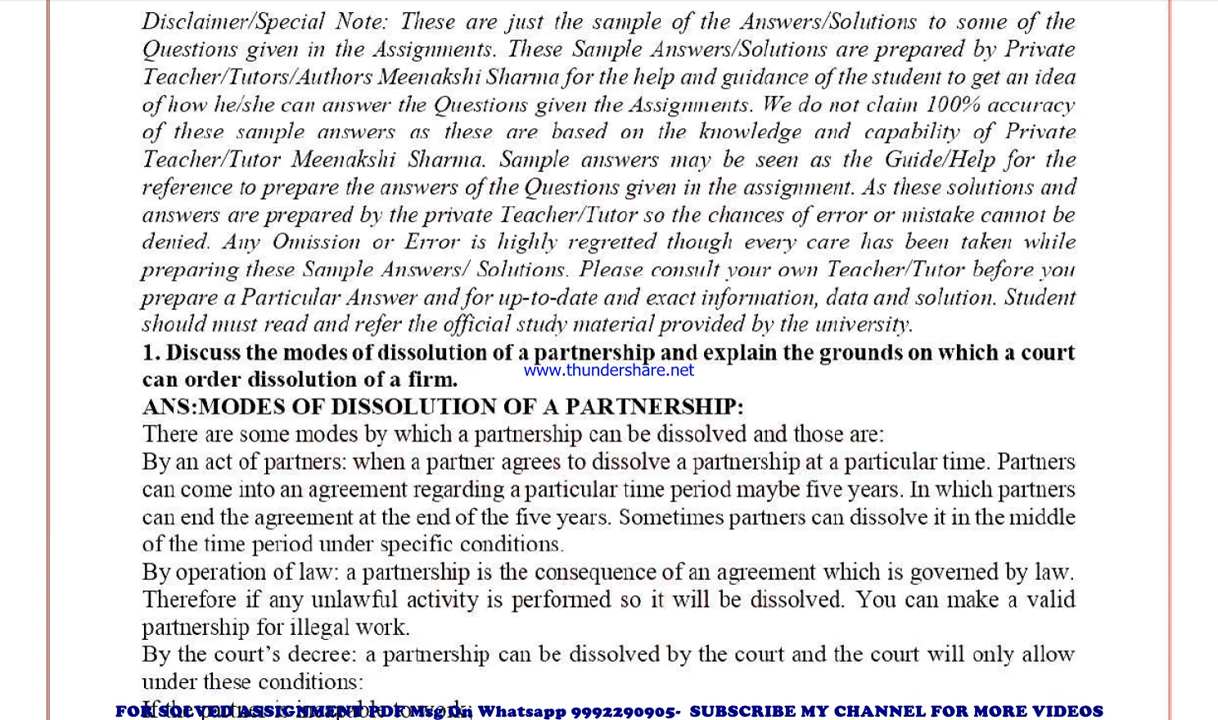 Disclaimer/Special Note: These are just the sample of the Answers/Solutions to some of the
Questions given in the Assignments. These Sample Answers/Solutions are prepared by Private
Teacher/Tutors/Authors Meenakshi Sharma for the help and guidance of the student to get an idea
of how he/she can answer the Questions given the Assignments. We do not claim 100% accuracy
of these sample answers as these are based on the knowledge and capability of Private
Teacher/Tutor Meenakshi Sharma. Sample answers may be seen as the Guide/Help for the
reference to prepare the answers of the Questions given in the assignment. As these solutions and
answers are prepared by the private Teacher/Tutor so the chances of error or mistake cannot be
denied. Any Omission or Error is highly regretted though every care has been taken while
preparing these Sample Answers/ Solutions. Please consult your own Teacher/Tutor before you
prepare a Particular Answer and for up-to-date and exact information, data and solution. Student
should must read and refer the official study material provided by the university.
1. Discuss the modes of dissolution of a partnership and explain the grounds on which a court
www.thundershare.net
can order dissolution of a firm.
ANS:MODES OF DISSOLUTION OF A PARTNERSHIP:
There are some modes by which a partnership can be dissolved and those are:
By an act of partners: when a partner agrees to dissolve a partnership at a particular time. Partners
can come into an agreement regarding a particular time period maybe five years. In which partners
can end the agreement at the end of the five years. Sometimes partners can dissolve it in the middle
of the time period under specific conditions.
By operation of law: a partnership is the consequence of an agreement which is governed by law.
Therefore if any unlawful activity is performed so it will be dissolved. You can make a valid
partnership for illegal work.
By the court's decree: a partnership can be dissolved by the court and the court will only allow
under these conditions:
FOR SOLVED ASSIGNMENT PDF Msg On Whatsapp 9992290905- SUBSCRIBE MY CHANNEL FOR MORE VIDEOS